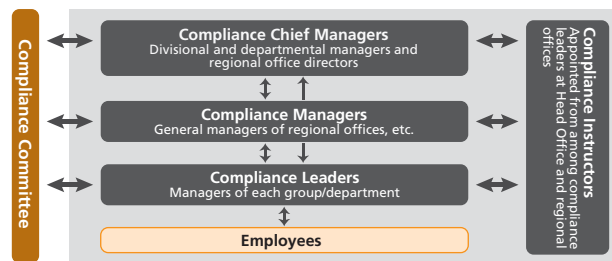 Compliance Committee
Compliance Chief Managers
Divisional and departmental managers and
regional office directors
Compliance Managers
General managers of regional offices, etc.
Compliance Leaders
Managers of each group/department
Employees
Compliance Instructors
Appointed from among compliance
leaders at Head Office and regional
offices